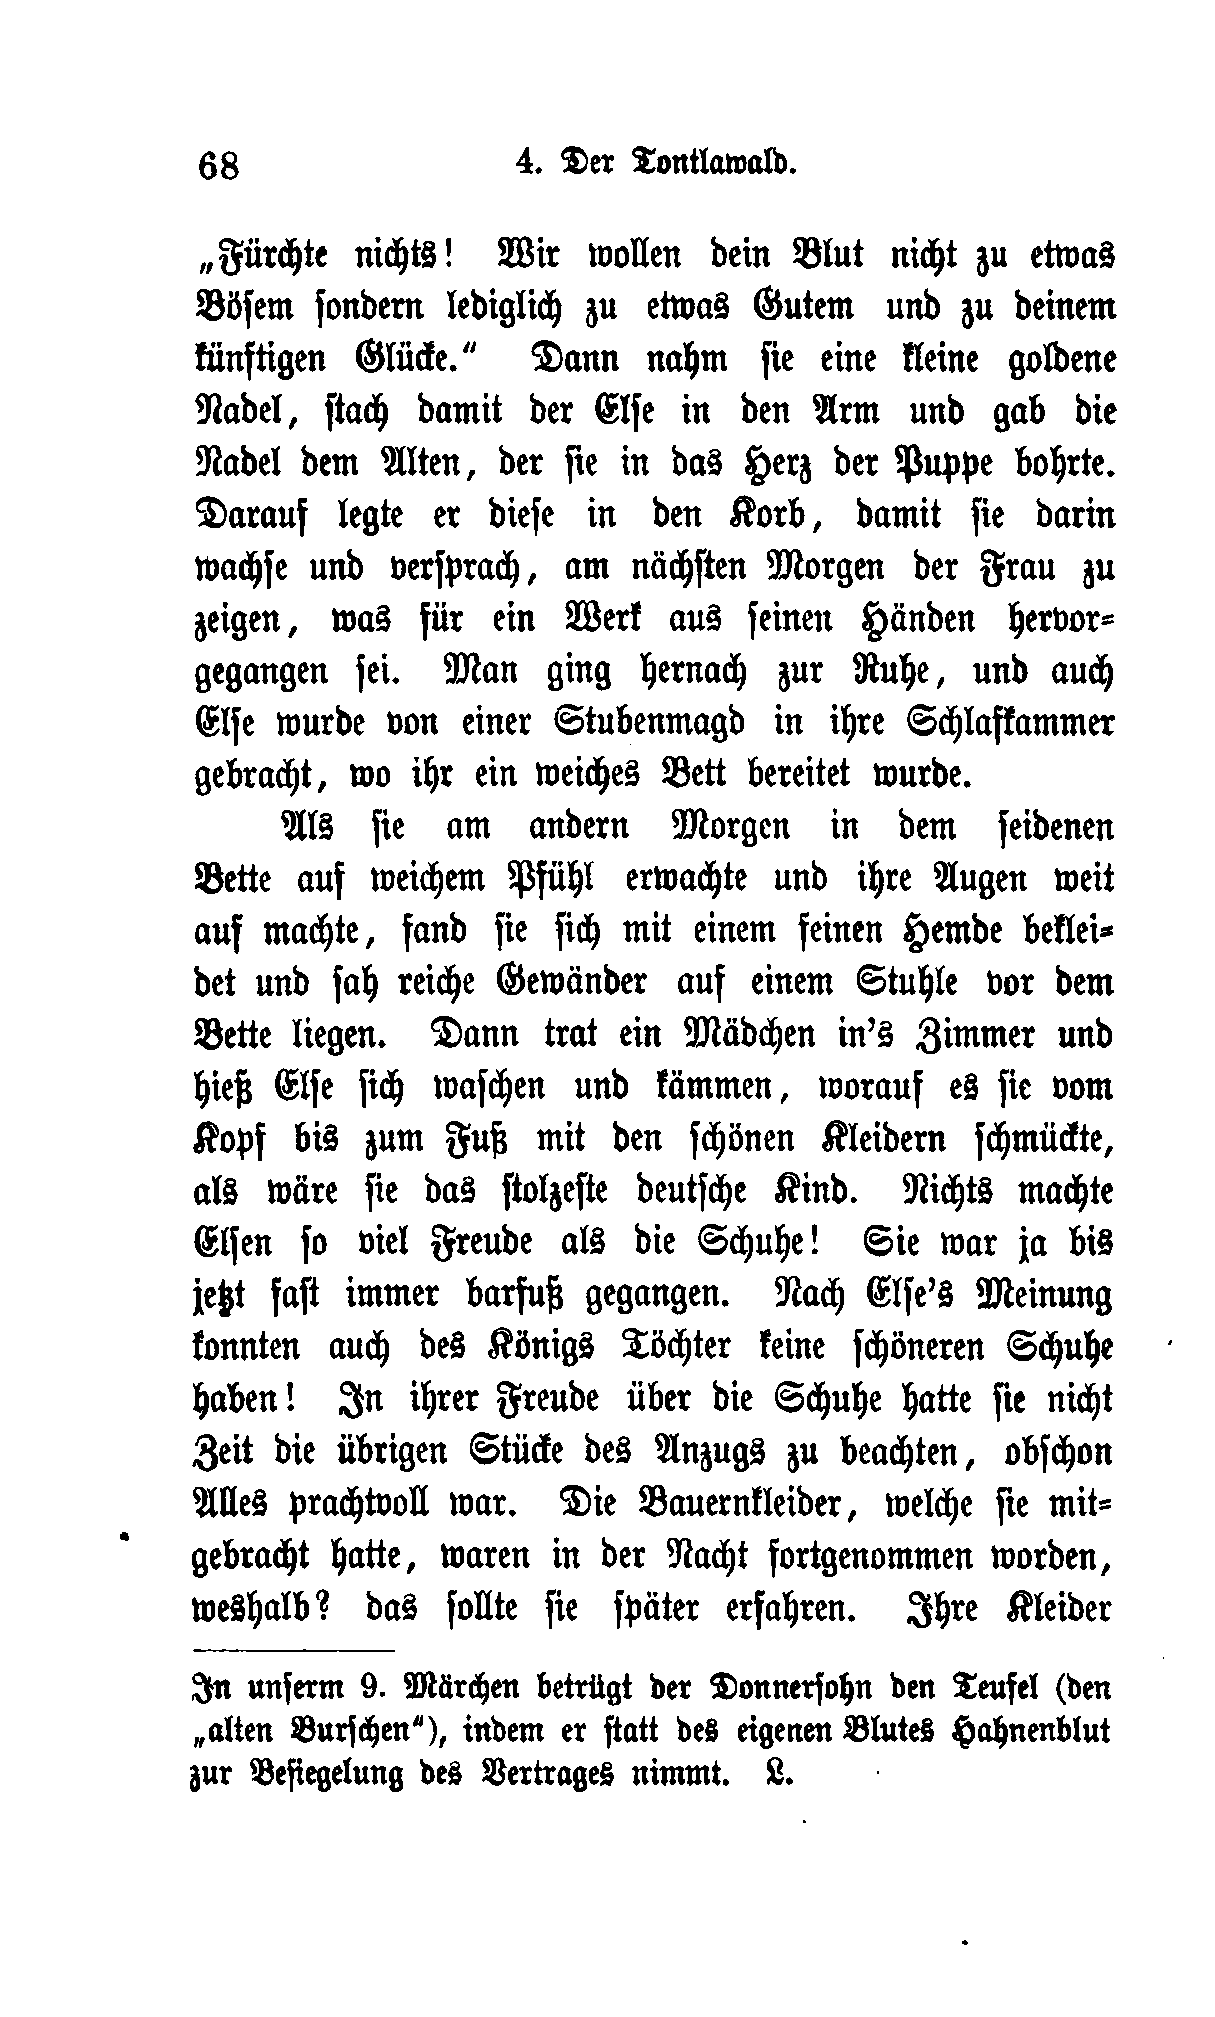 68 4. Der Tontlawald.
„Fürchte nichts! Wir wollen dein Blut nicht zu etwas
Bösem sondern lediglich zu etwas Gutem und zu deinem
künftigen Glücke.“ Dann nahm sie eine kleine goldene
Nadel, stach damit der Else in den Arm und gab die
Nadel dem Alten, der sie in das Herz der Puppe bohrte.
Darauf legte er diese in den Korb, damit sie darin
wachse und versprach, am nächsten Morgen der Frau zu
zeigen, was für ein Werk aus seinen Händen hervor-
gegangen sei. Man ging hernach zur Ruhe, und auch
Else wurde von einer Stubenmagd in ihre Schlafkammer
gebracht, wo ihr ein weiches Bett bereitet wurde.
Als sie am andern Morgen in dem seidenen
Bette auf weichem Pfühl erwachte und ihre Augen weit
auf machte, fand sie sich mit einem feinen Hemde beklei-
det und sah reiche Gewänder auf einem Stuhle vor dem
Bette liegen. Dann trat ein Mädchen in's Zimmer und
hieß Else sich waschen und kämmen, worauf es sie vom
Kopf bis zum Fuß mit den schönen Kleidern schmückte,
als wäre sie das stolzeste deutsche Kind. Nichts machte
Elsen so viel Freude als die Schuhe! Sie war ja bis
jetzt fast immer barfuß gegangen. Nach Else's Meinung
konnten auch des Königs Töchter keine schöneren Schuhe
haben! In ihrer Freude über die Schuhe hatte sie nicht
Zeit die übrigen Stücke des Anzugs zu beachten, obschon
Alles prachtvoll war. Die Bauernkleider, welche sie mit-
gebracht hatte, waren in der Nacht fortgenommen worden,
weshalb? das sollte sie später erfahren. Ihre Kleider
In unserm 9. Märchen betrügt der Donnersohn den Teufel (den
„alten Burschen“), indem er statt des eigenen Blutes Hahnenblut
zur Besiegelung des Vertrages nimmt. L.